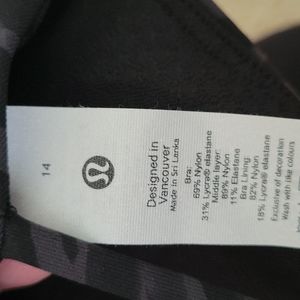 14
Designed in
Vancouver
Made in Sri Lanka
Bra:
69% Nylon
31% Lycra® elastane
Middle layer:
89% Nylon
11% Elastane
Bra Lining:
82% Nylon
18% Lycra® elastane
Exclusive of decoration
Wash with like colours